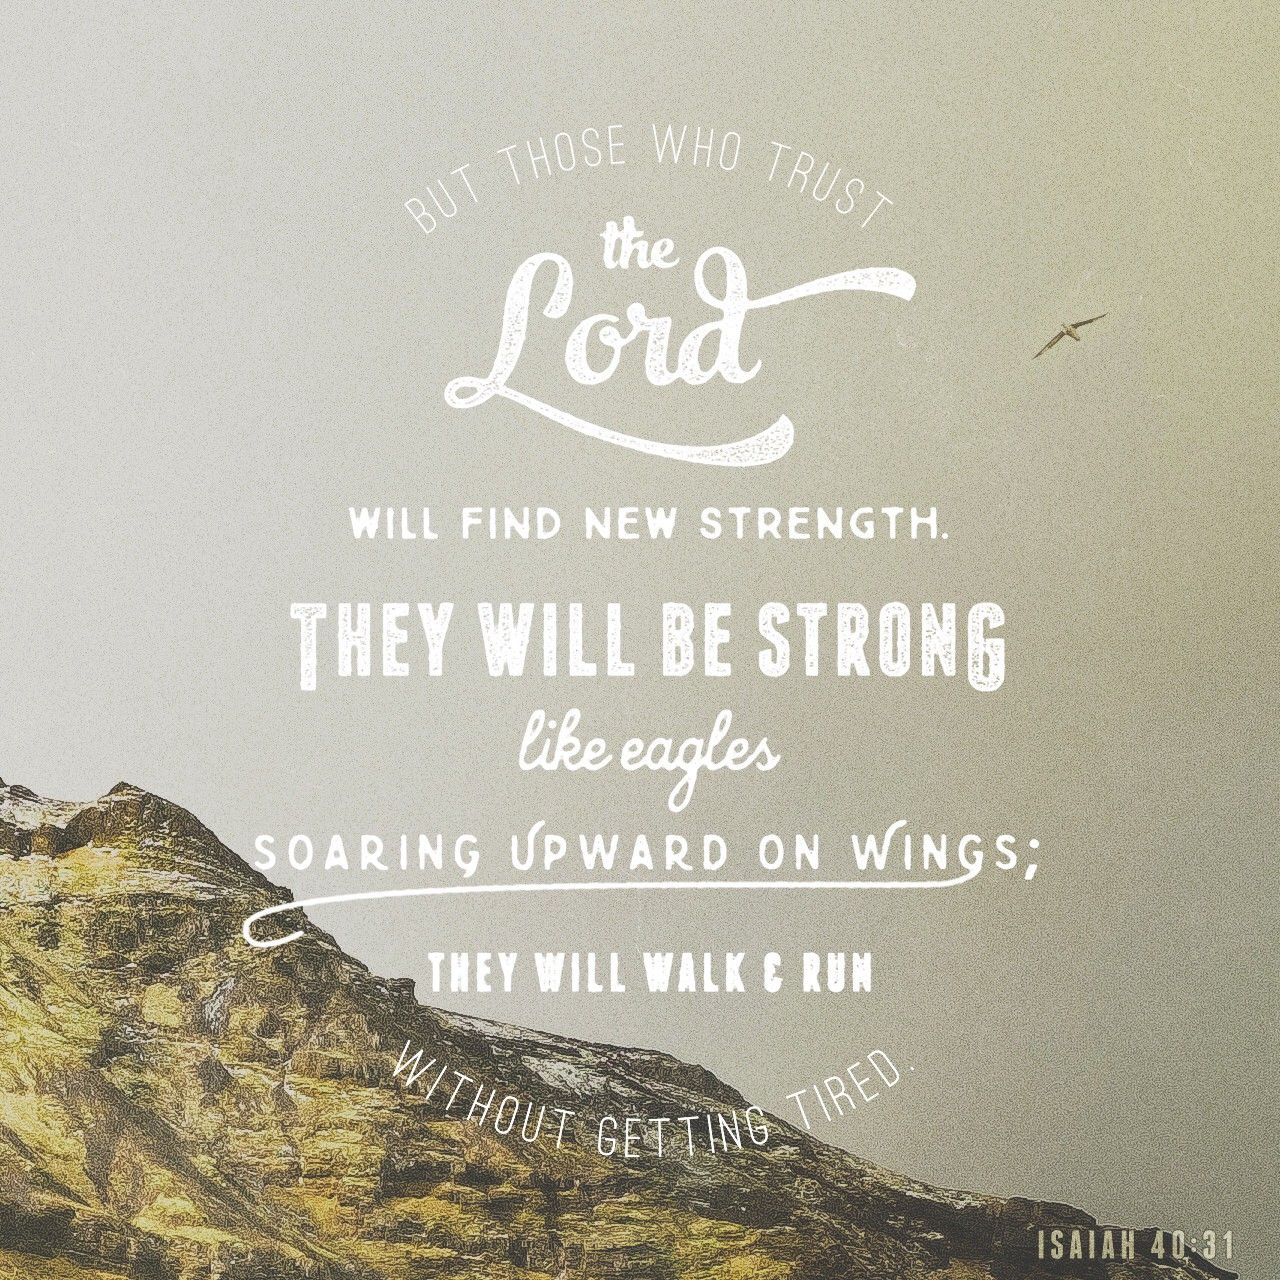 BUT THOSE WHO TRUST
the
Lord
WILL FIND NEW STRENGTH.
THEY WILL BE STRONG
like eagles
SOARING UPWARD ON WINGS;
THEY WILL WALK & RUN
WITHOUT GETTING TIRED.
ISAIAH 40:31